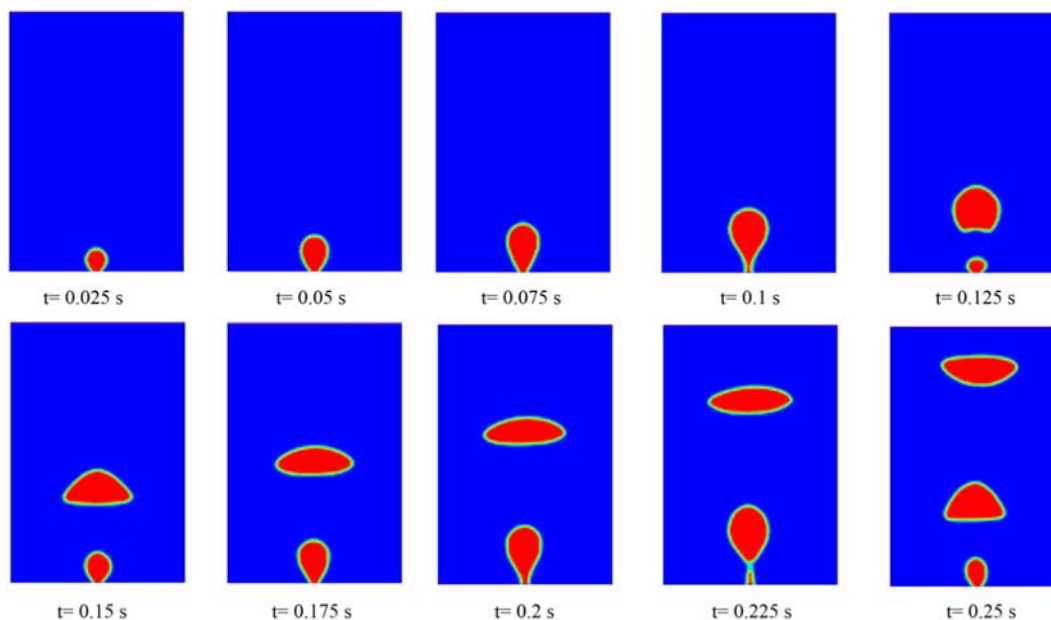 t= 0.025 s
t= 0.05 s
t= 0.075 s
t= 0.1 s
t= 0.125 s
t= 0.15 s
t= 0.175 s
t= 0.2 s
t= 0.225 s
t= 0.25 s